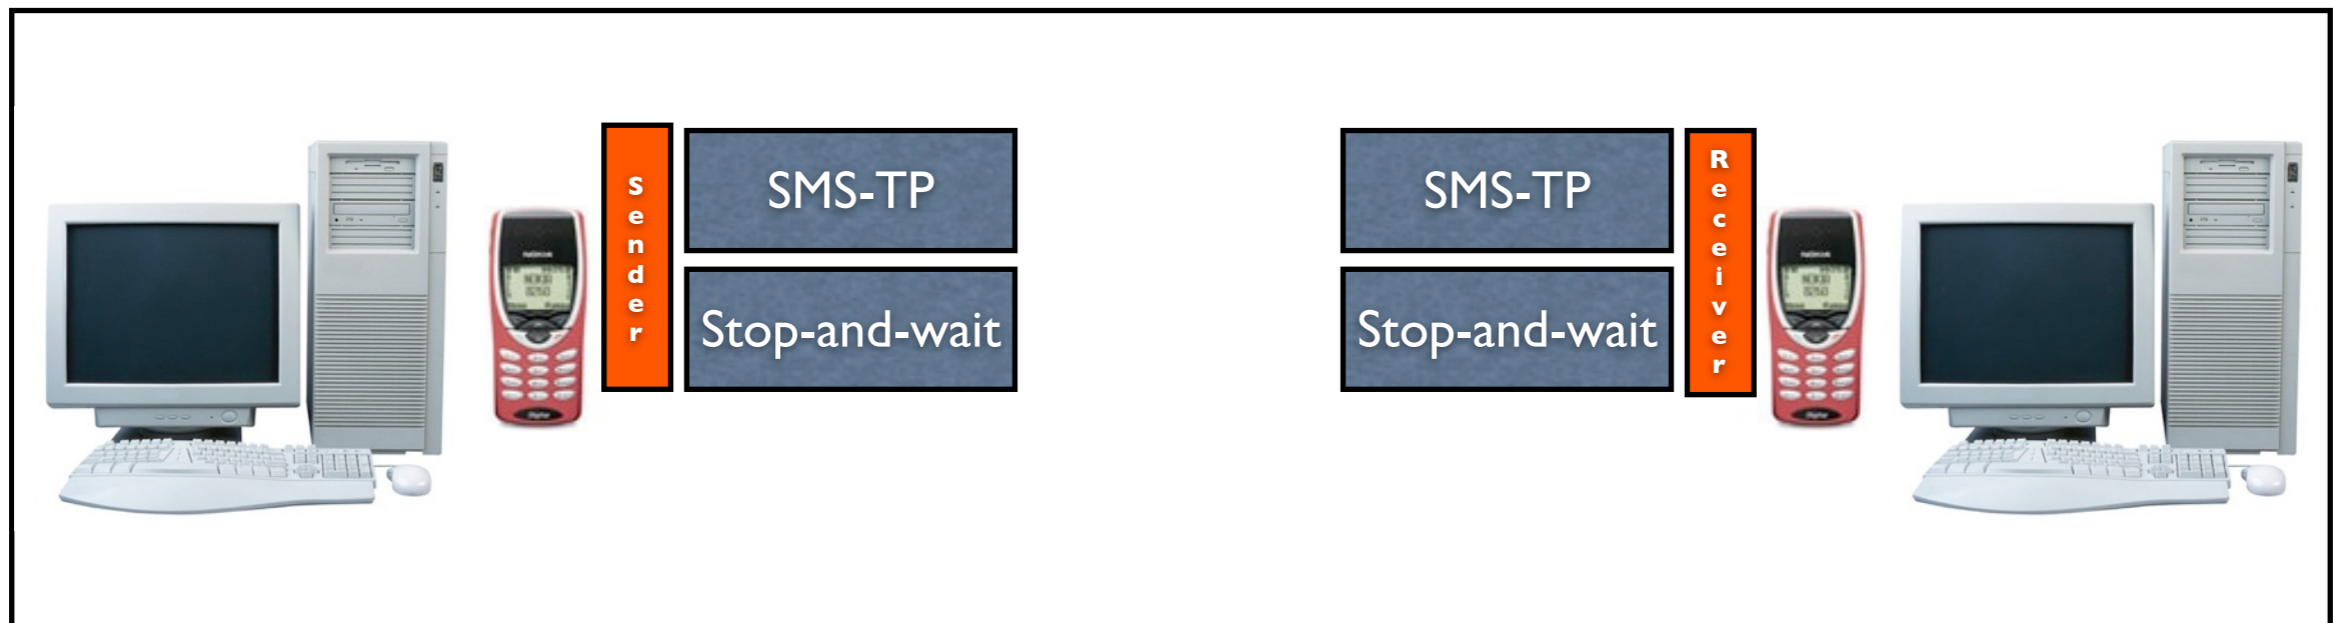 Sender
SMS-TP
Stop-and-wait
SMS-TP
Stop-and-wait
Receiver